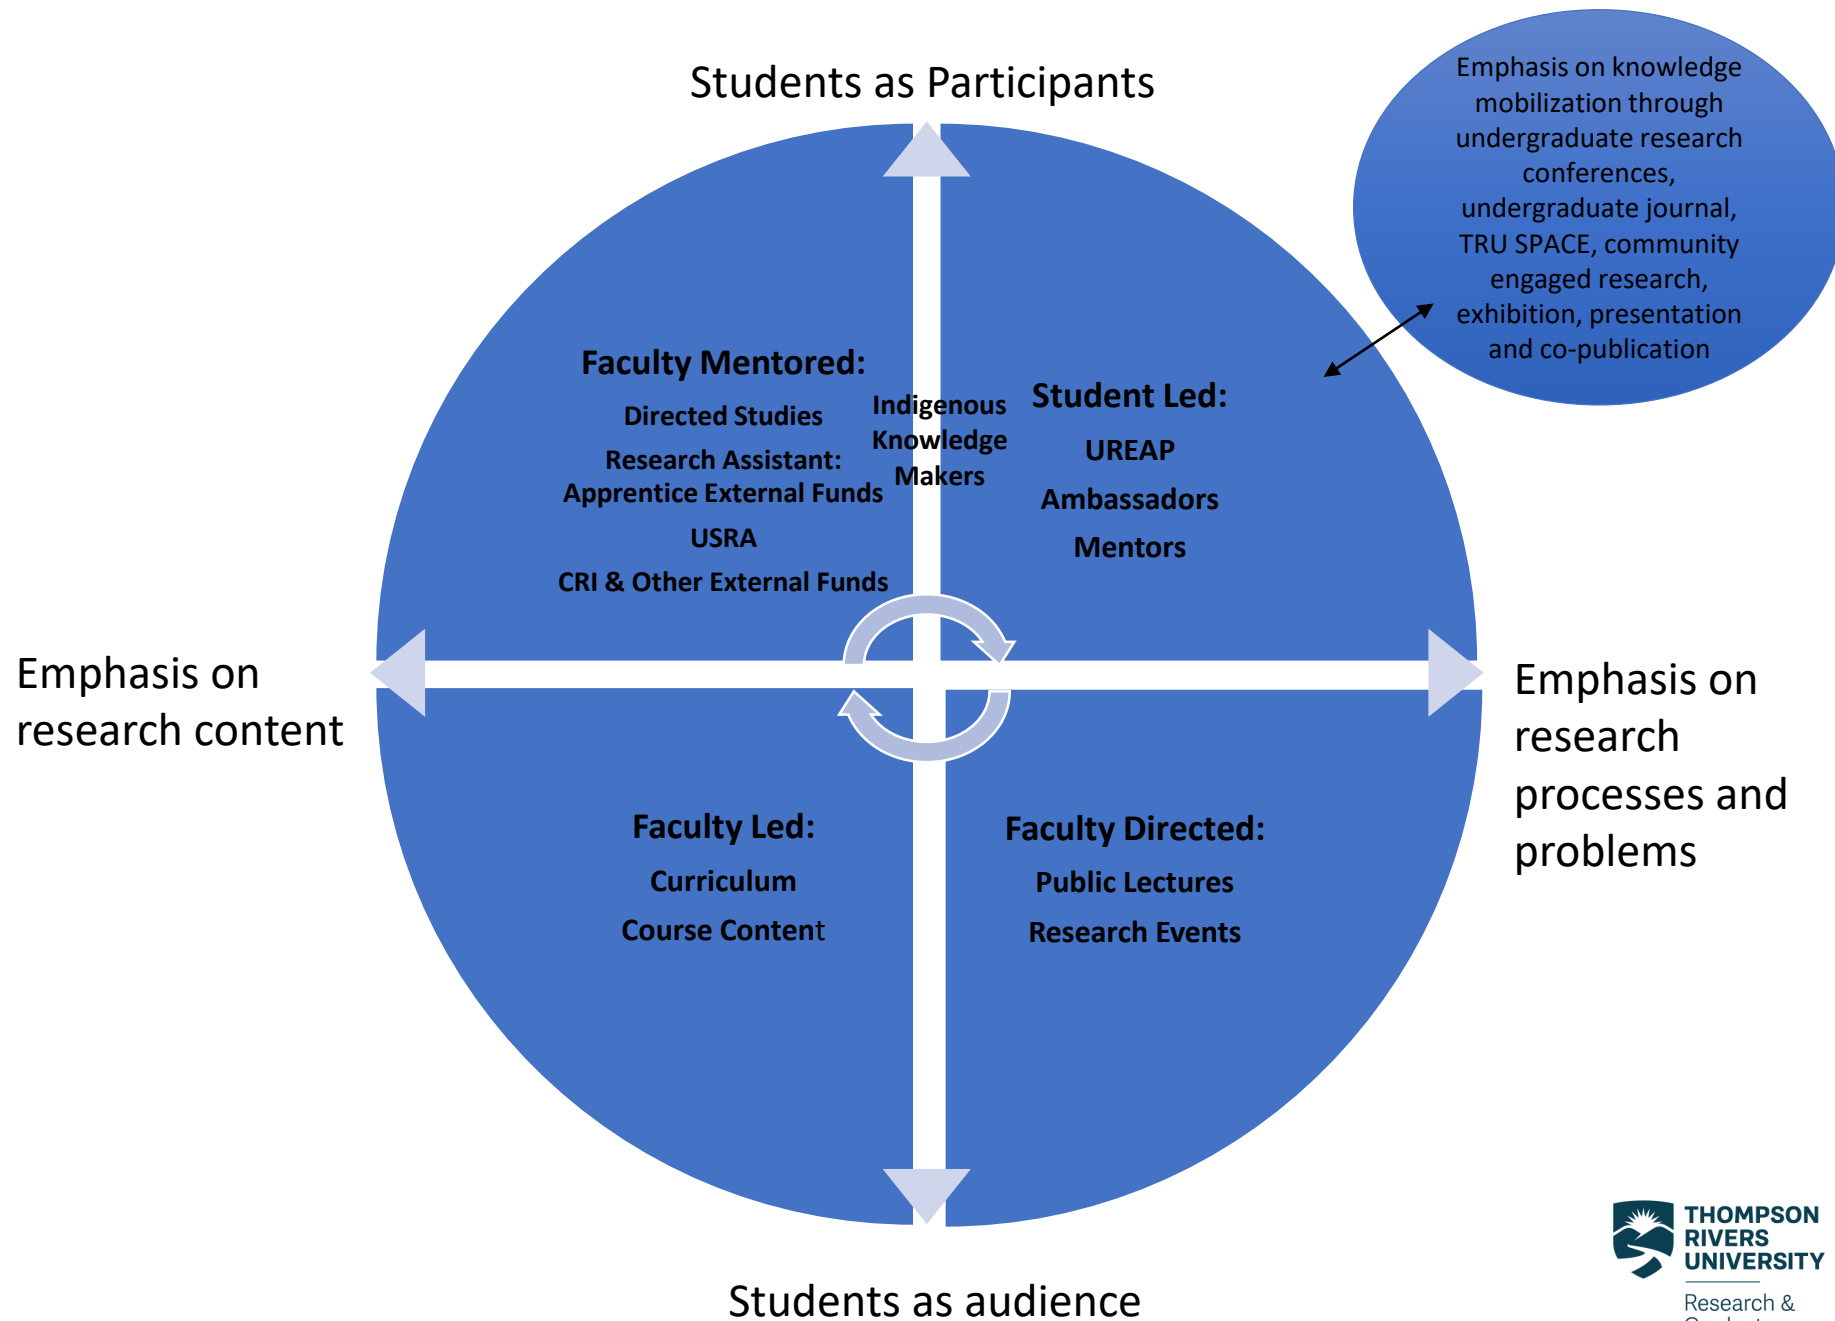 Students as Participants
Emphasis on knowledge
mobilization through
undergraduate research
conferences,
undergraduate journal,
TRU SPACE, community
engaged research,
exhibition, presentation
and co-publication
Faculty Mentored:
Directed Studies
Research Assistant:
Apprentice External Funds
USRA
CRI & Other External Funds
Indigenous
Knowledge
Makers
Student Led:
UREAP
Ambassadors
Mentors
Emphasis on
research content
Emphasis on
research
processes and
problems
Faculty Led:
Curriculum
Course Content
Faculty Directed:
Public Lectures
Research Events
Students as audience
THOMPSON
RIVERS
UNIVERSITY
Research &